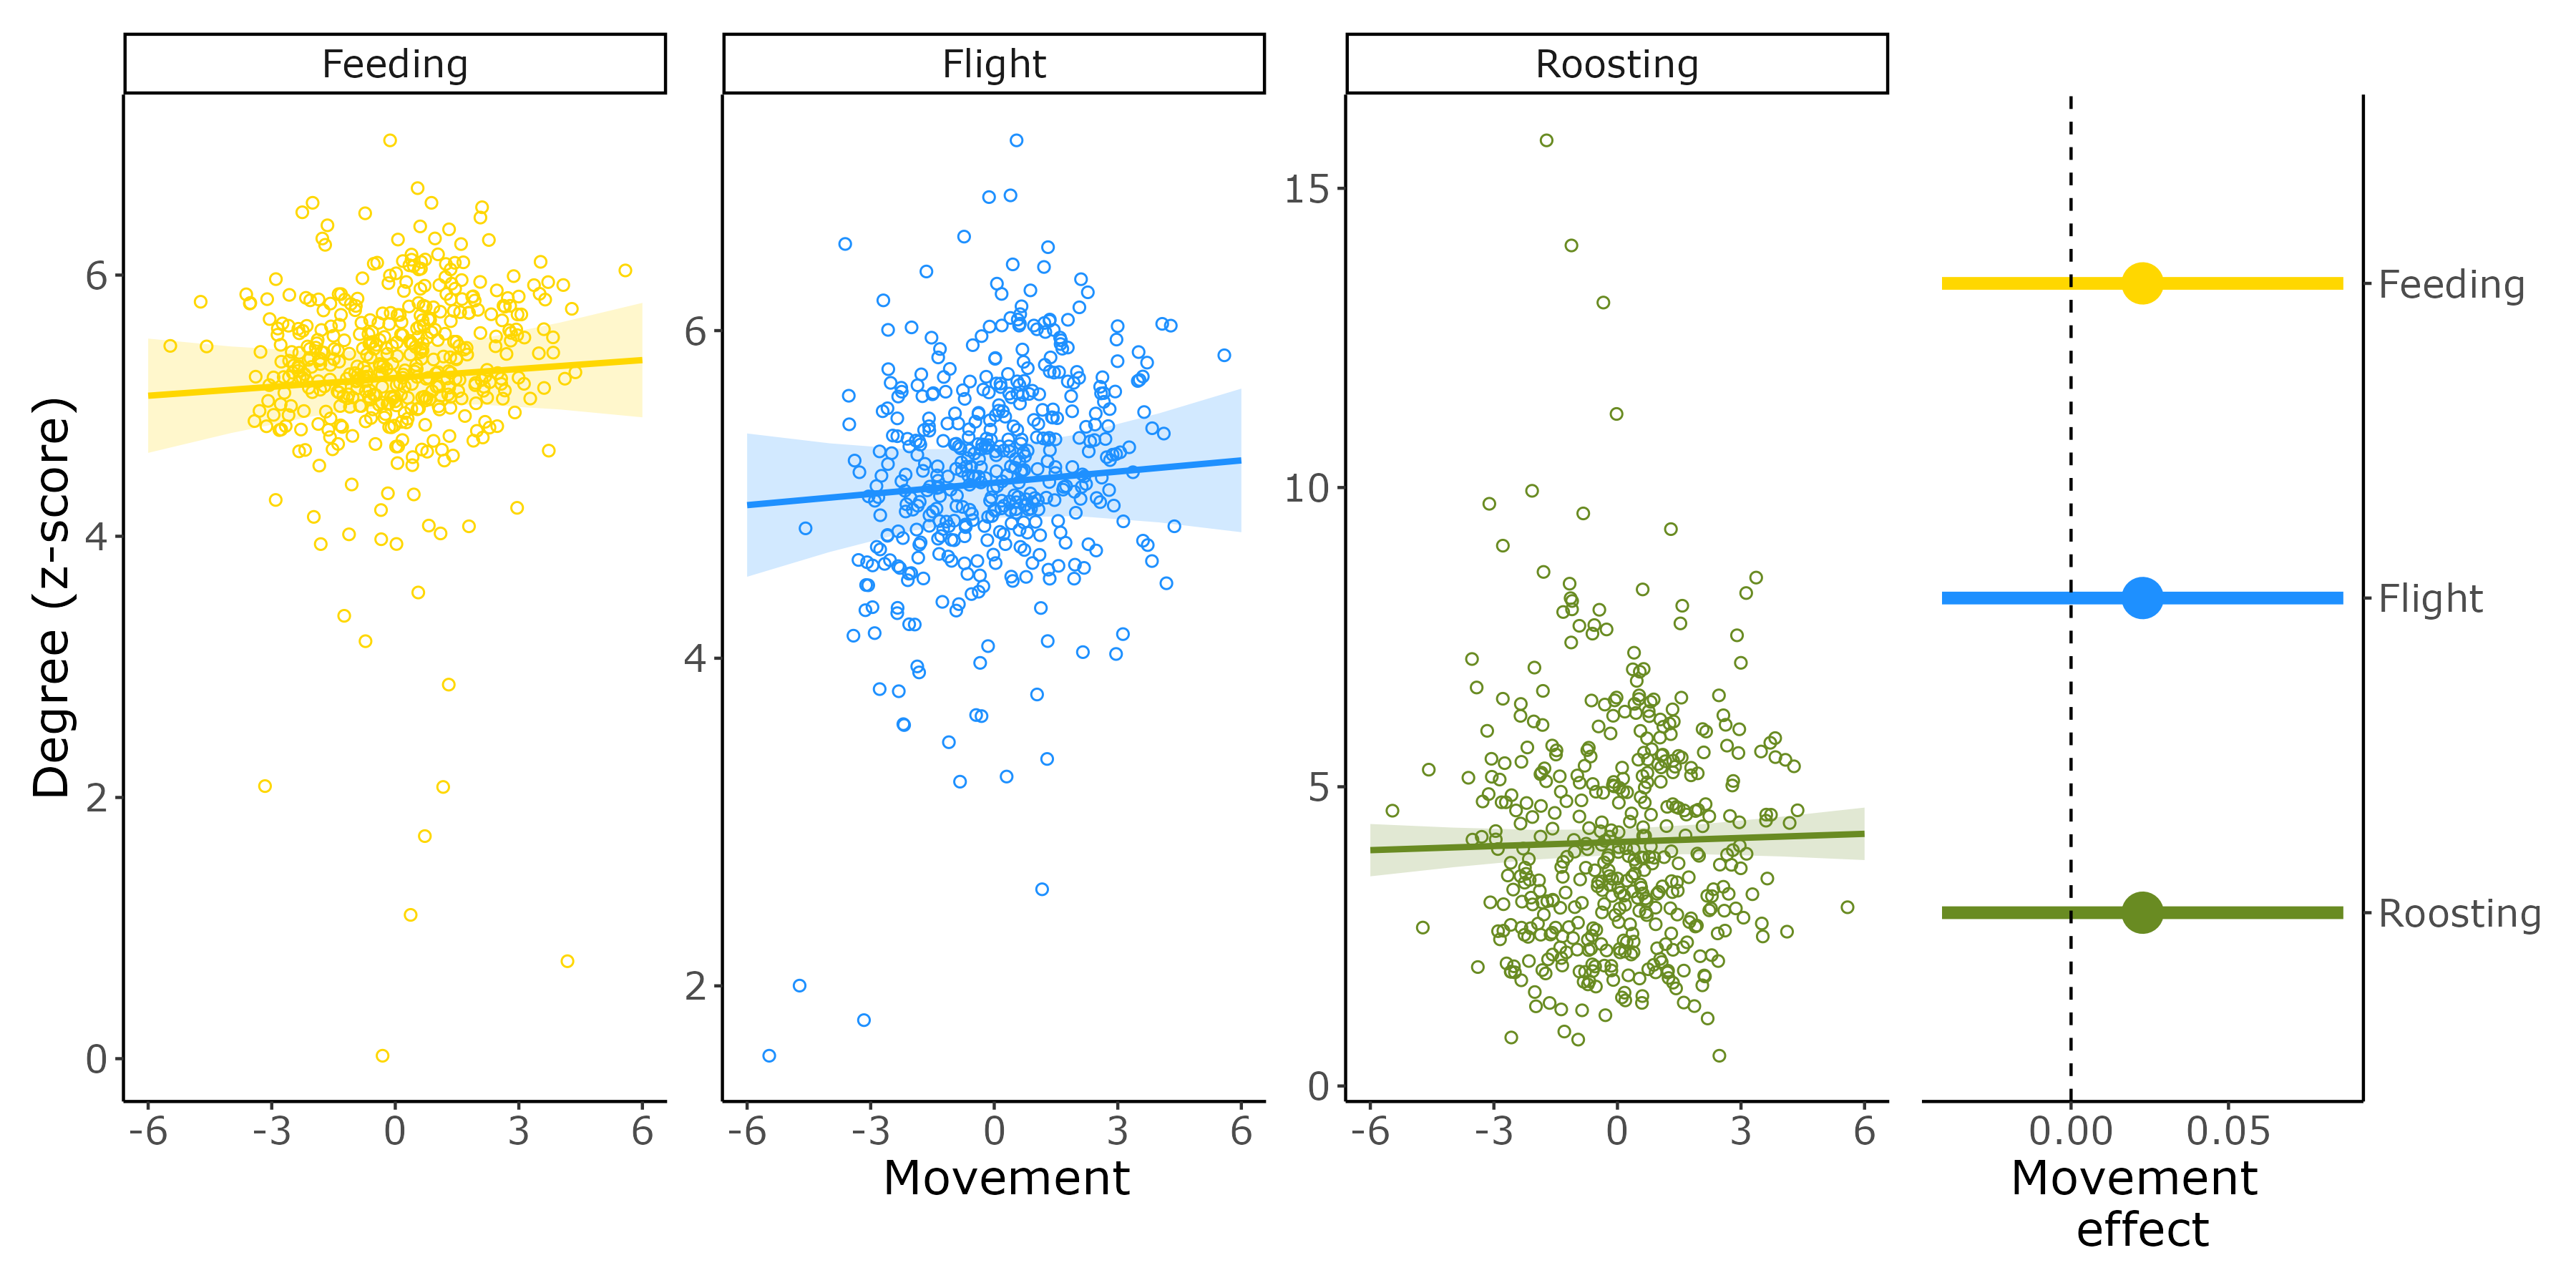 Feeding
Flight
Roosting
Degree (z-score)
6
4
2
0
6
4
2
15
10
5
0
Feeding
Flight
Roosting
-6 -3 0 3 6
-6 -3 0 3 6
-6 -3 0 3 6
0.00 0.05
Movement
Movement
effect